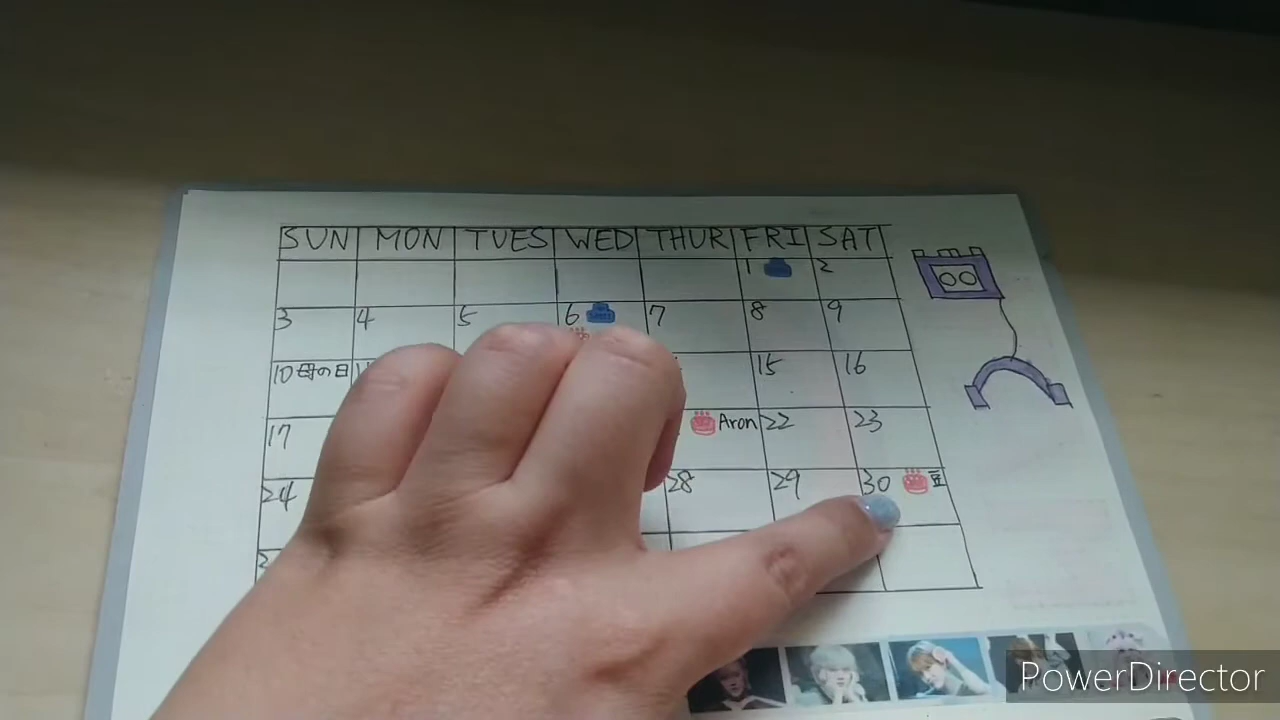 SUN MON TUES WED THUR FRI SAT
1 2
3 4 5 6 7 8 9
10 母の日 15 16
17 Aron 22 23
24 28 29 30 豆
PowerDirector